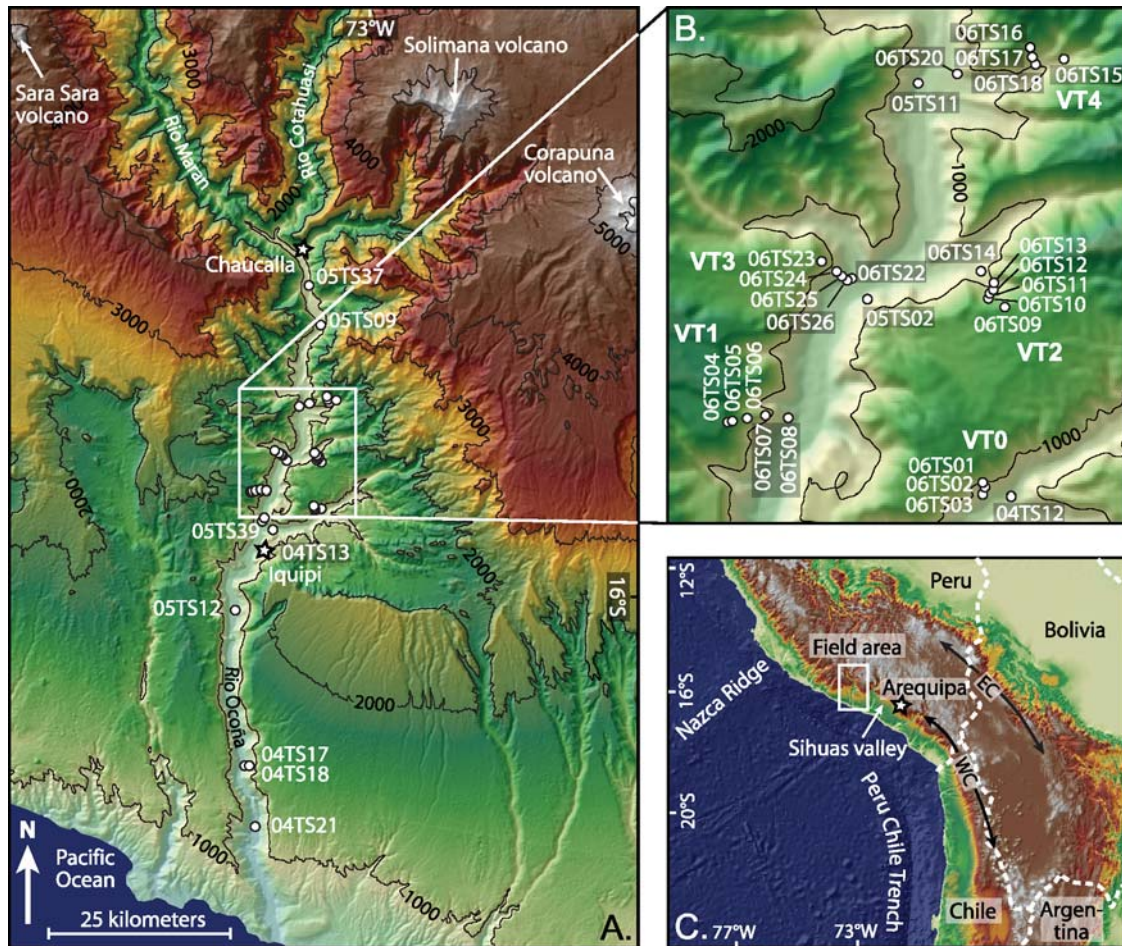 73°W
Solimana volcano
Sara Sara
volcano
3000
Río Maran
Río Cotahuasi
4000
Corapuna
volcano
5000
2000
Chaucalla
05TS37
05TS09
3000
4000
3000
2000
05TS39
04TS13
Iquipi
2000
16°S
05TS12
2000
Río Ocoña
04TS17
04TS18
04TS21
N
Pacific
Ocean
1000
1000
25 kilometers
A.
B.
06TS16
06TS17
06TS20
06TS18
06TS15
05TS11
VT4
2000
1000
06TS14
06TS13
06TS12
06TS11
06TS10
06TS09
VT2
VT3
06TS23
06TS24
06TS25
06TS26
06TS22
05TS02
VT1
06TS04
06TS05
06TS06
06TS07
06TS08
VT0
1000
06TS01
06TS02
06TS03
04TS12
12°S
Peru
Bolivia
Field area
EC
16°S
Nazca Ridge
Arequipa
Sihuas valley
WC
Peru Chile Trench
20°S
C.
77°W
73°W
Chile
Argen-
tina